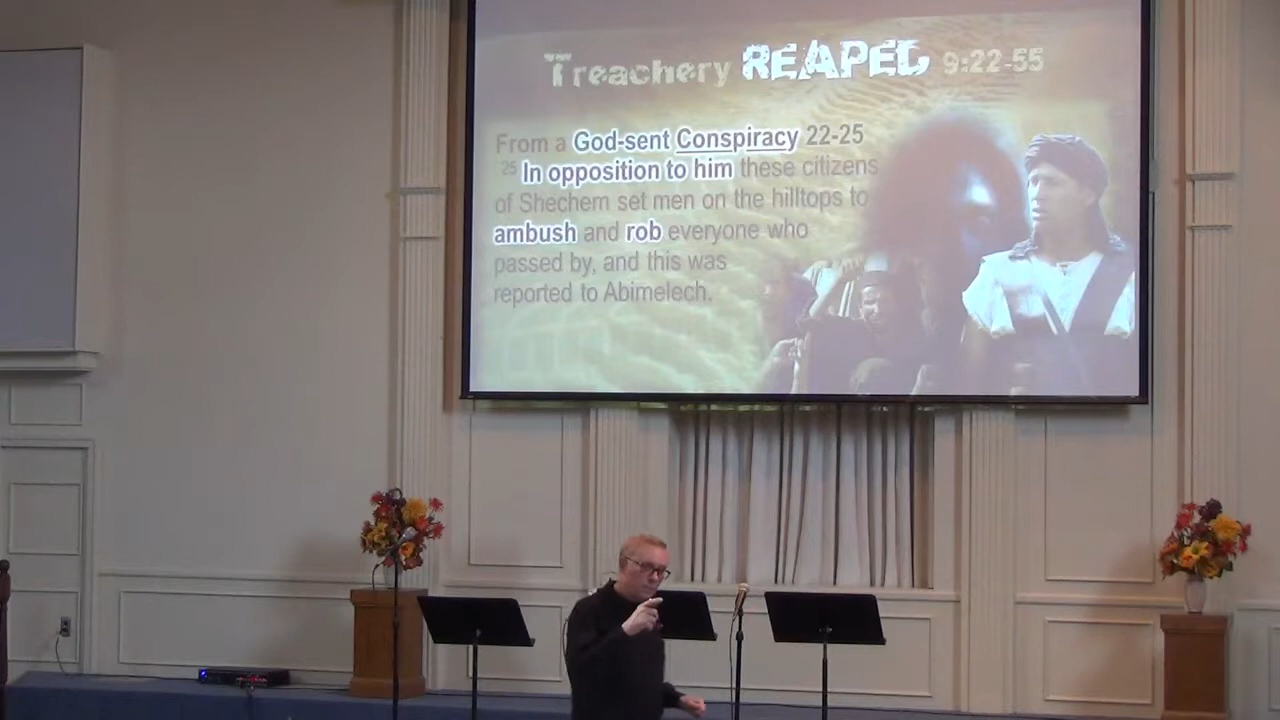 Treachery REAPED 9:22-55
From a God-sent Conspiracy 22-25
25 In opposition to him these citizens
of Shechem set men on the hilltops to
ambush and rob everyone who
passed by, and this was
reported to Abimelech.